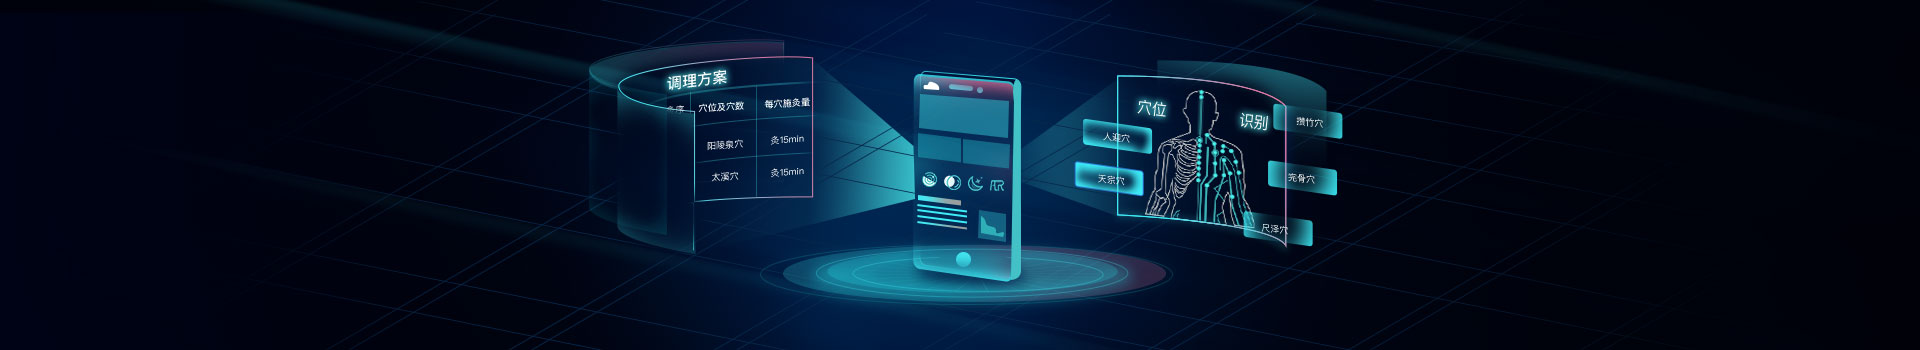 调理方案
穴位及穴数 每穴施灸量
阳陵泉穴 灸15min
太溪穴 灸15min
AR
穴位
识别
攒竹穴
人迎穴
天宗穴
完骨穴
尺泽穴